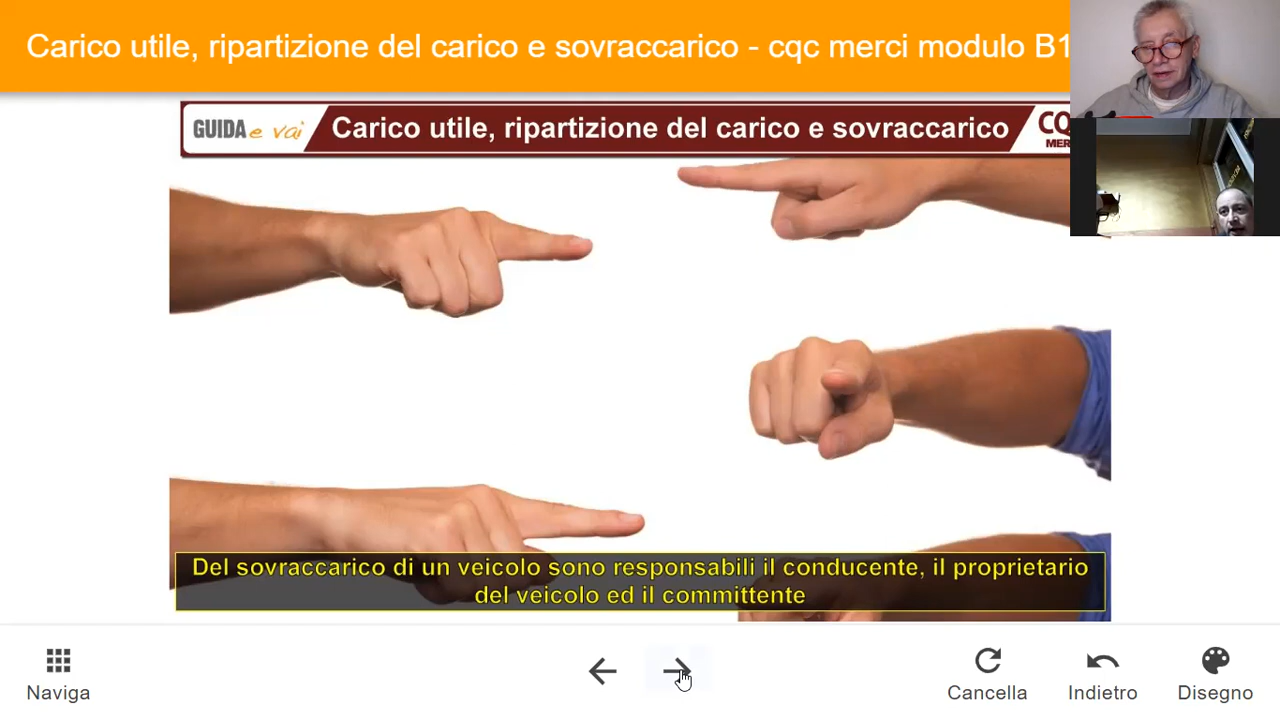 Carico utile, ripartizione del carico e sovraccarico - cqc merci modulo B1
GUIDA e vai
Carico utile, ripartizione del carico e sovraccarico
CQ
MER
Del sovraccarico di un veicolo sono responsabili il conducente, il proprietario
del veicolo ed il committente
Naviga
Cancella
Indietro
Disegno